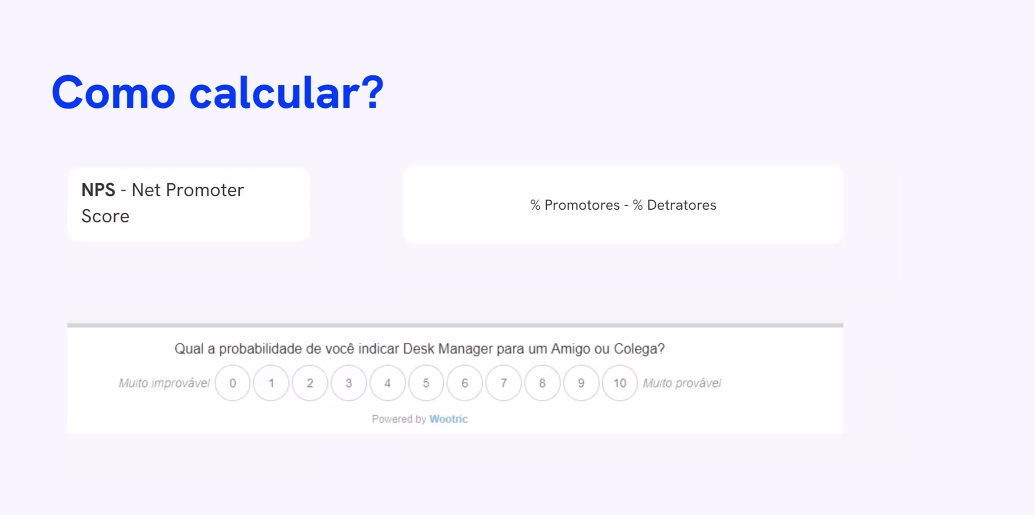 Como calcular?
NPS - Net Promoter
Score
% Promotores - % Detratores
Qual a probabilidade de você indicar Desk Manager para um Amigo ou Colega?
Muito improvável 0 1 2 3 4 5 6 7 8 9 10 Muito provável
Powered by Wootric